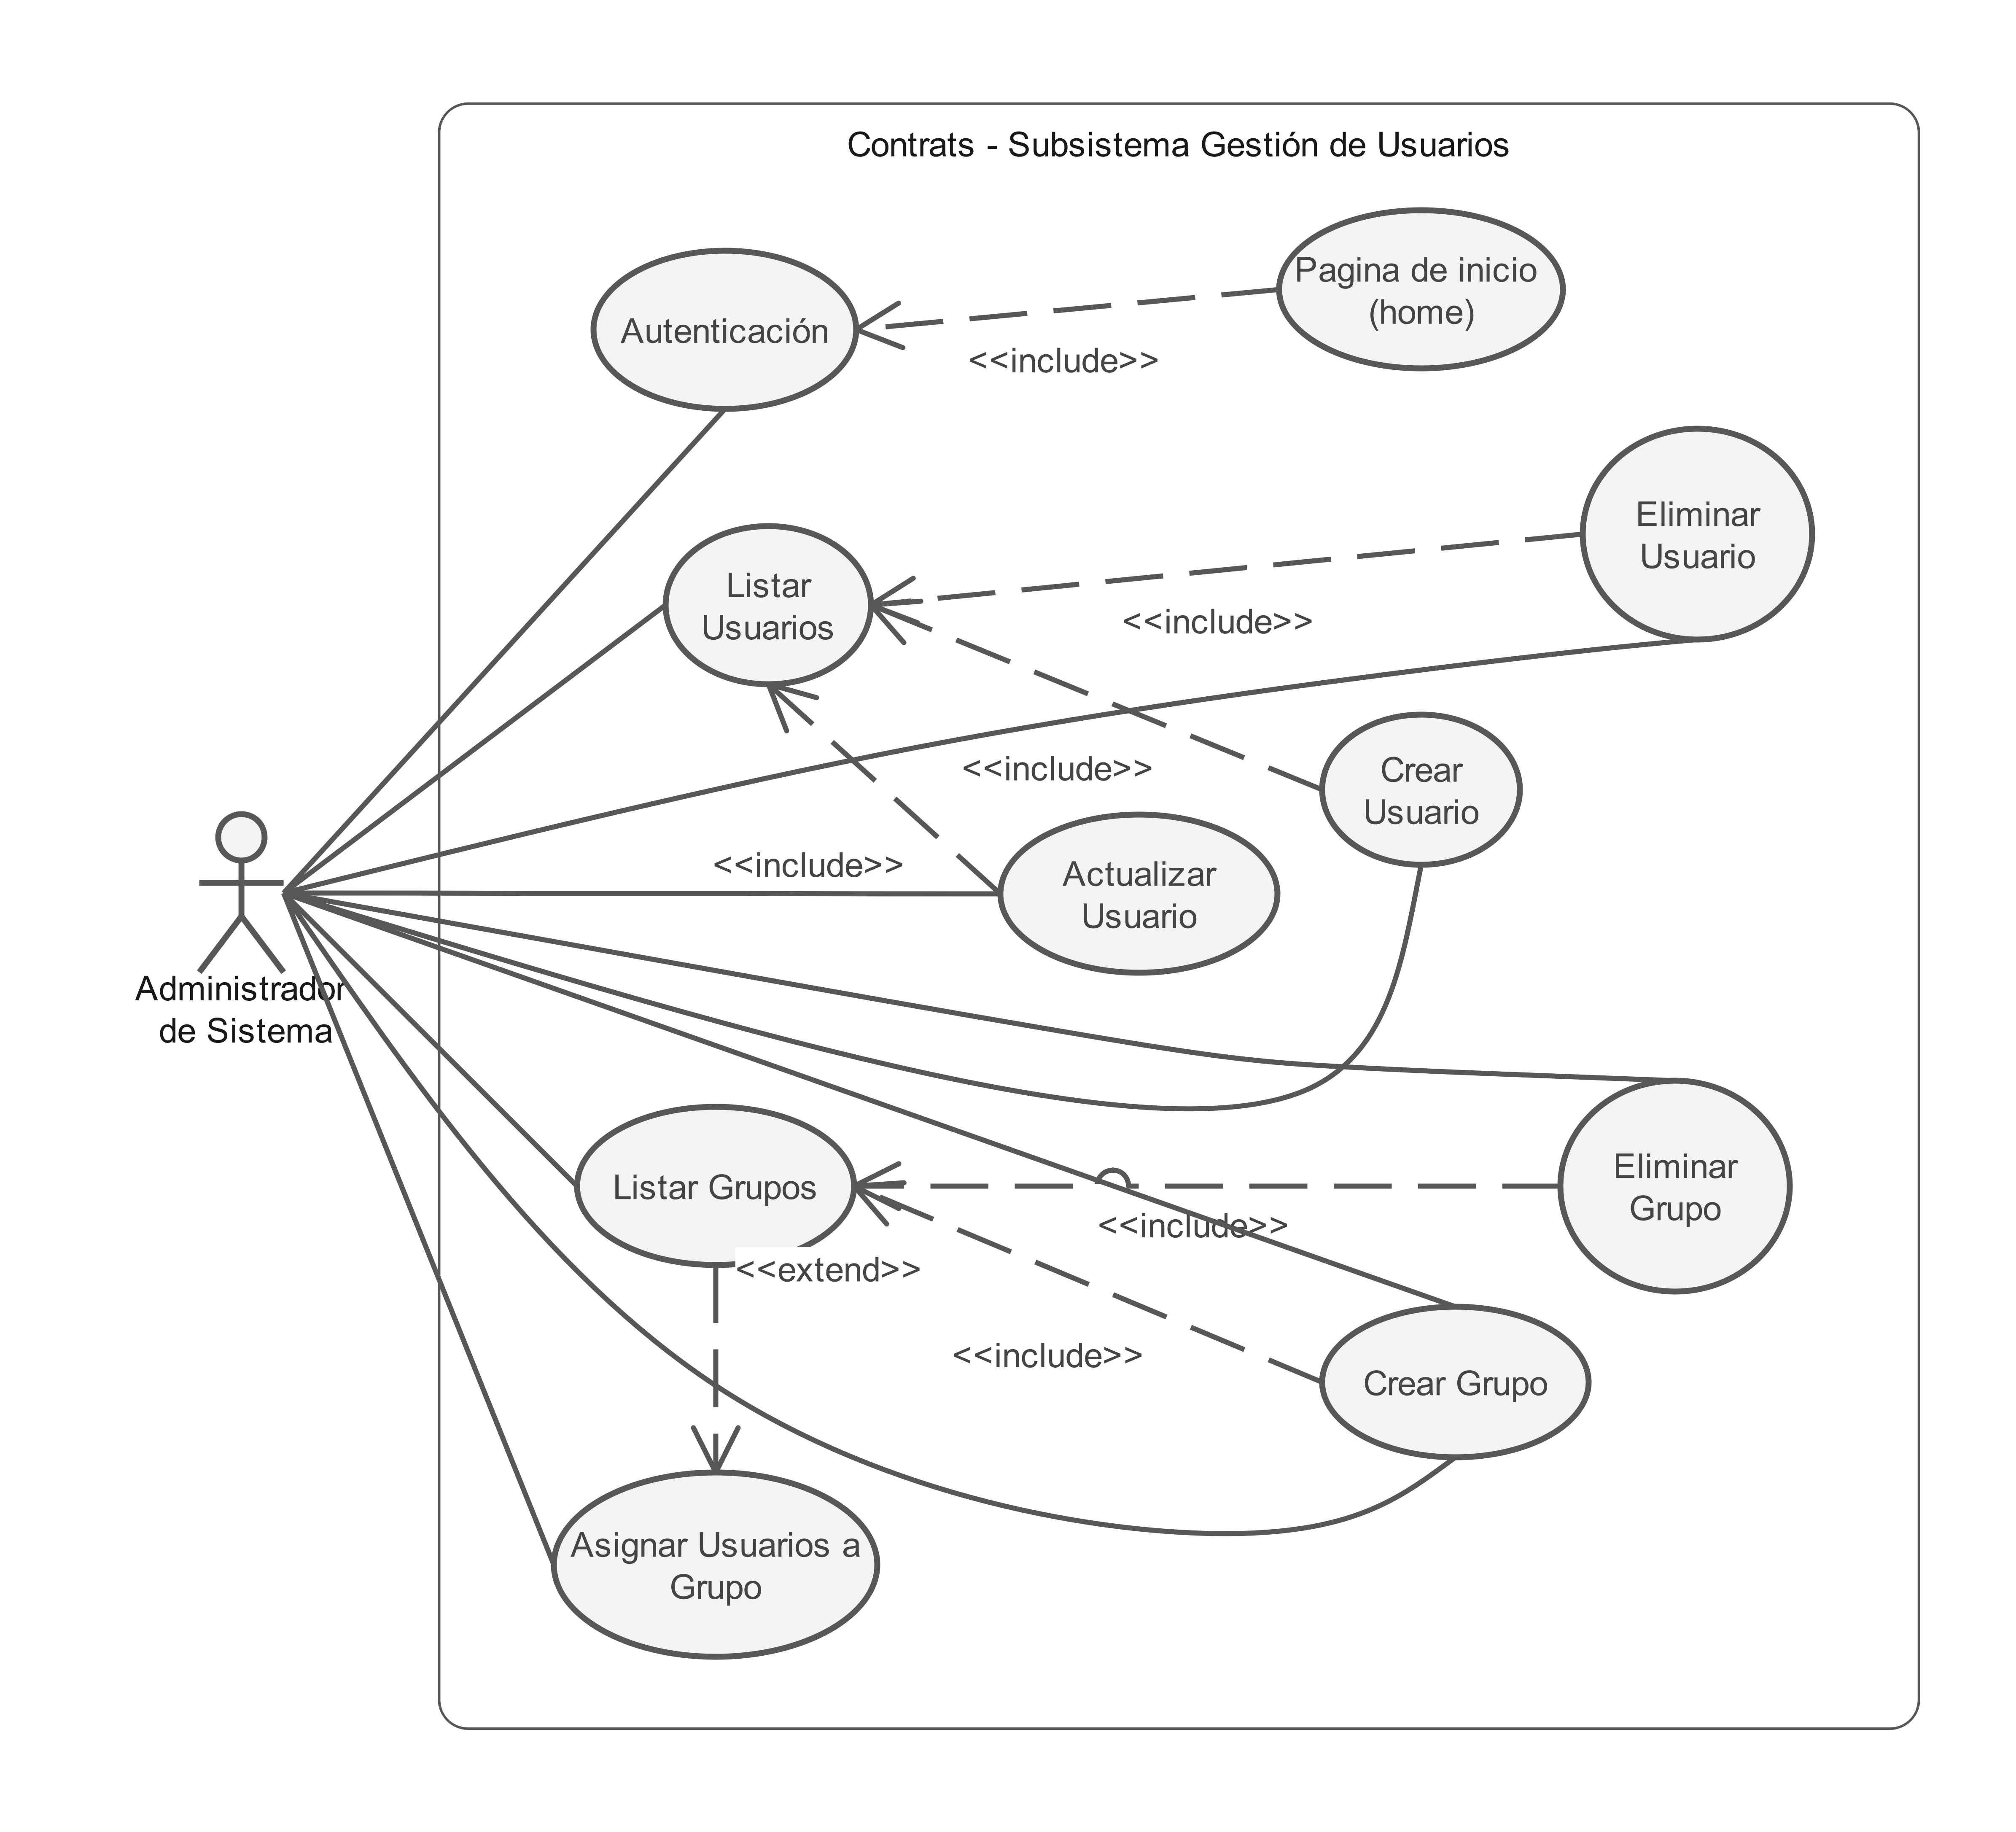 Contrats - Subsistema Gestión de Usuarios
Pagina de inicio
(home)
Autenticación
<<include>>
Eliminar
Usuario
Listar
Usuarios
<<include>>
Crear
Usuario
<<include>>
<<include>>
Actualizar
Usuario
Administrador
de Sistema
Listar Grupos
Eliminar
Grupo
<<include>>
<<extend>>
<<include>>
Crear Grupo
Asignar Usuarios a
Grupo